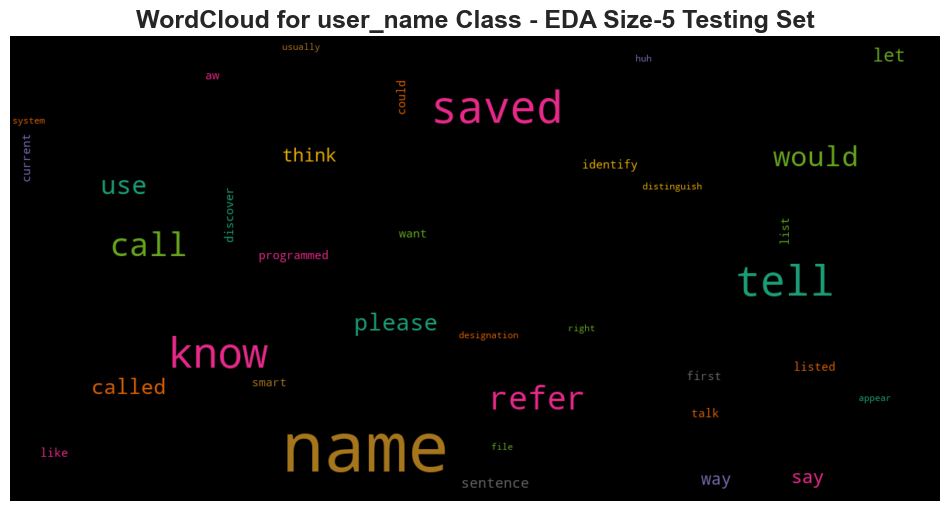 WordCloud for user_name Class - EDA Size-5 Testing Set
usually
huh
let
aw
could
saved
system
current
think
identify
would
use
distinguish
discover
list
want
call
programmed
tell
please
designation
right
know
listed
called
smart
first
refer
appear
talk
name
file
like
sentence
way
say